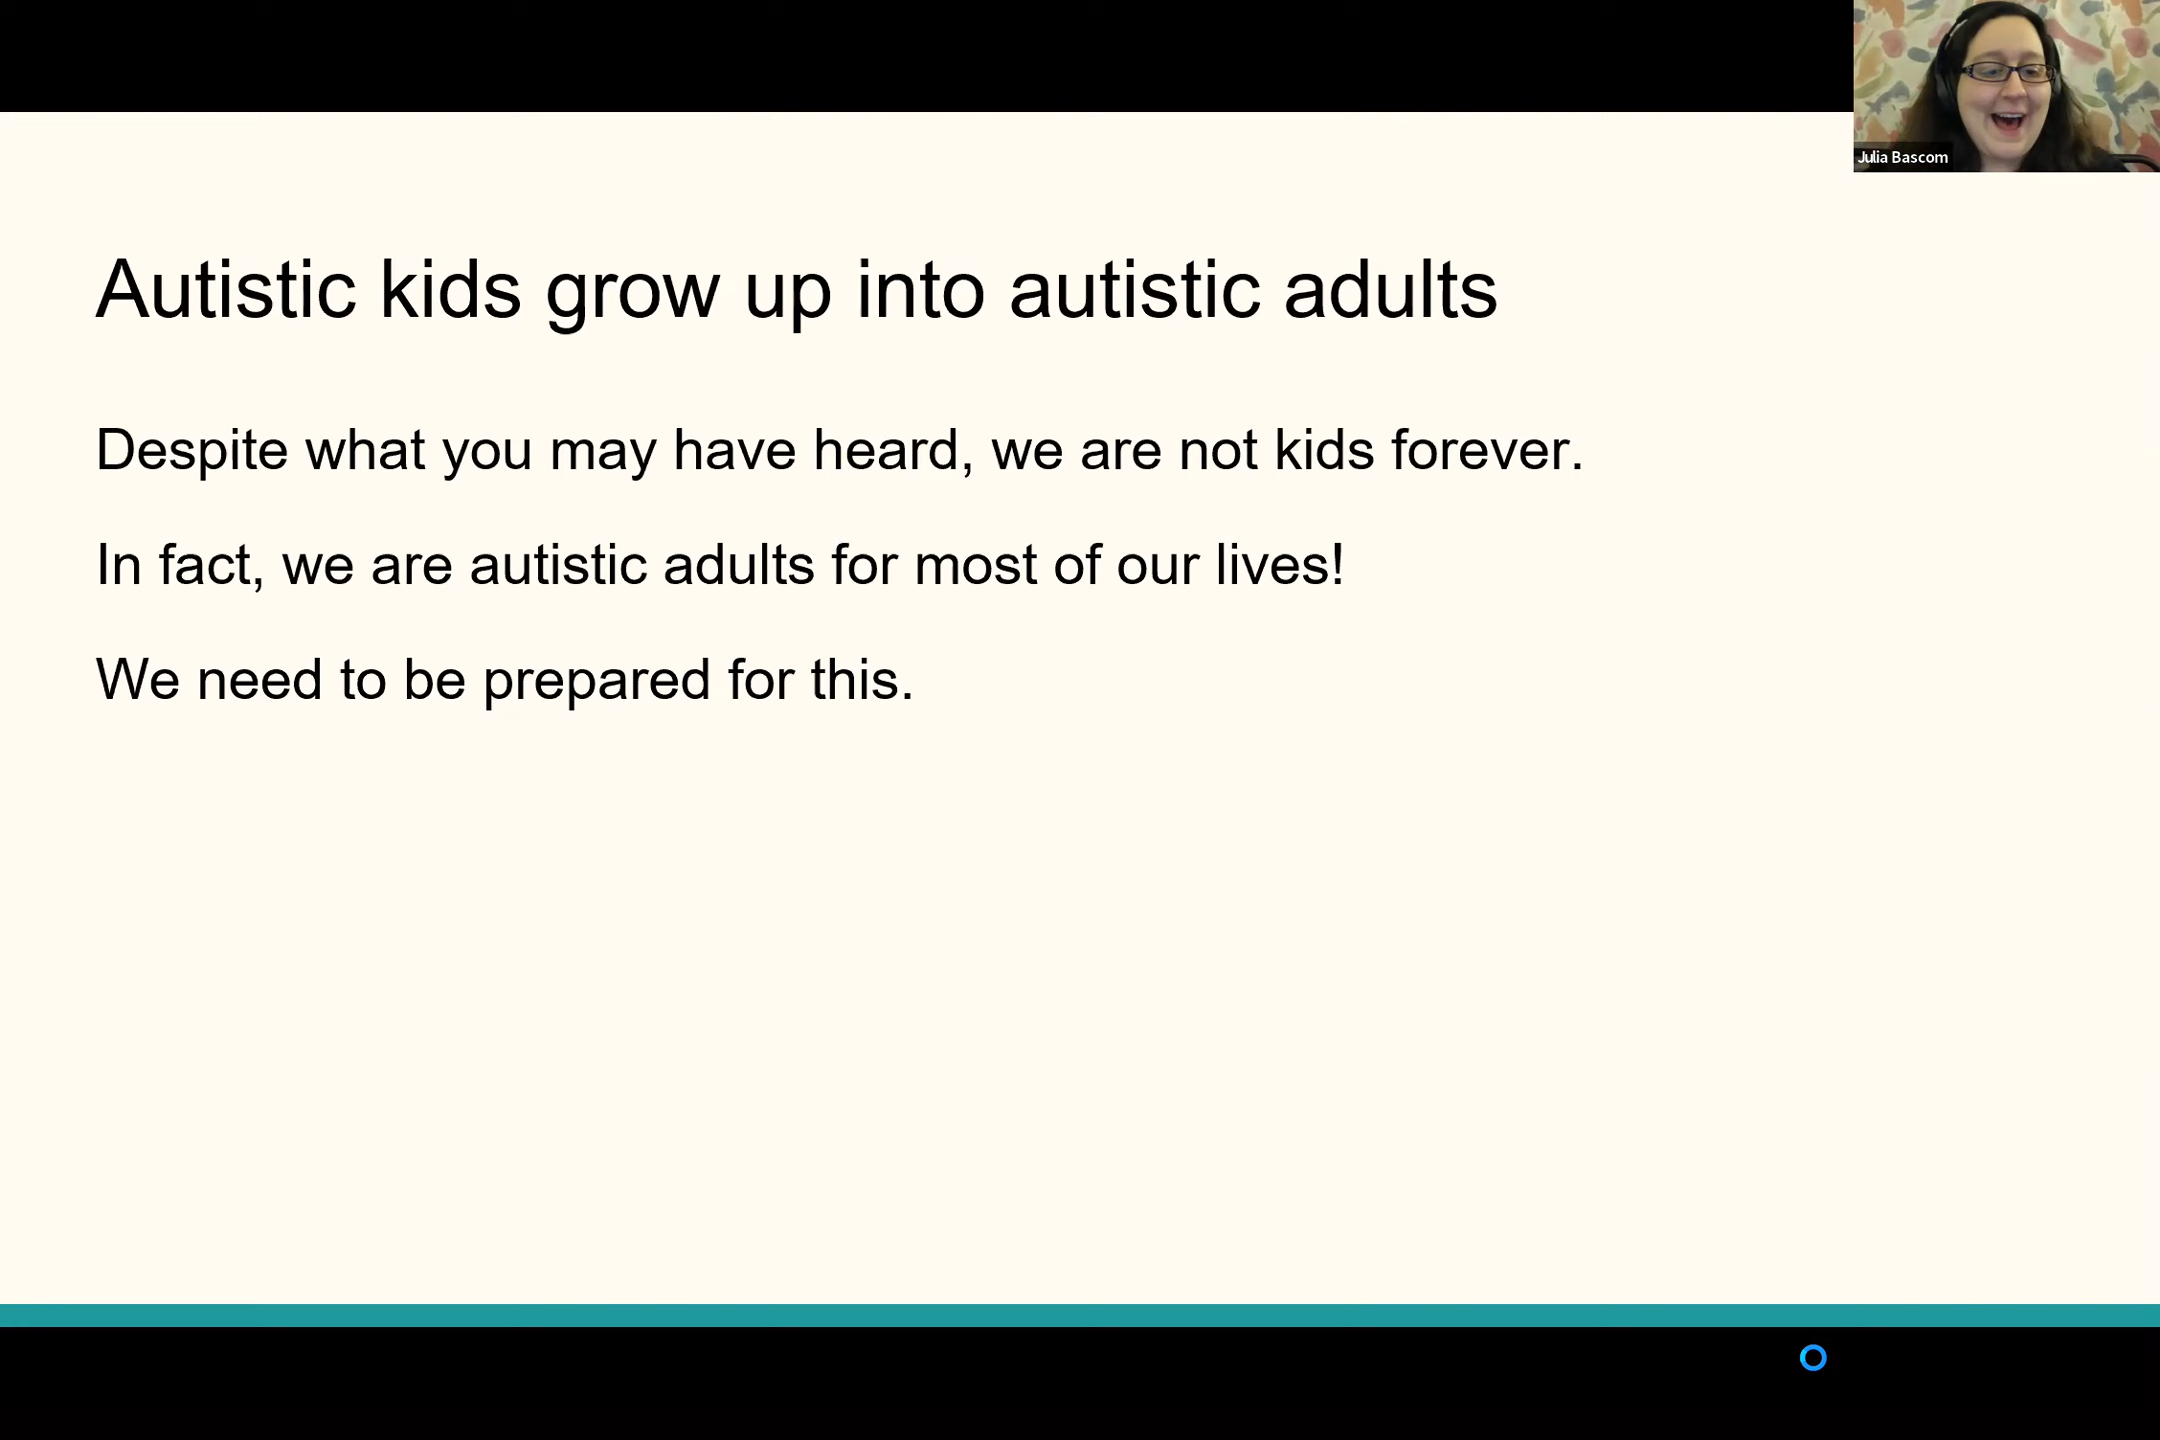 Julia Bascom
Autistic kids grow up into autistic adults
Despite what you may have heard, we are not kids forever.
In fact, we are autistic adults for most of our lives!
We need to be prepared for this.